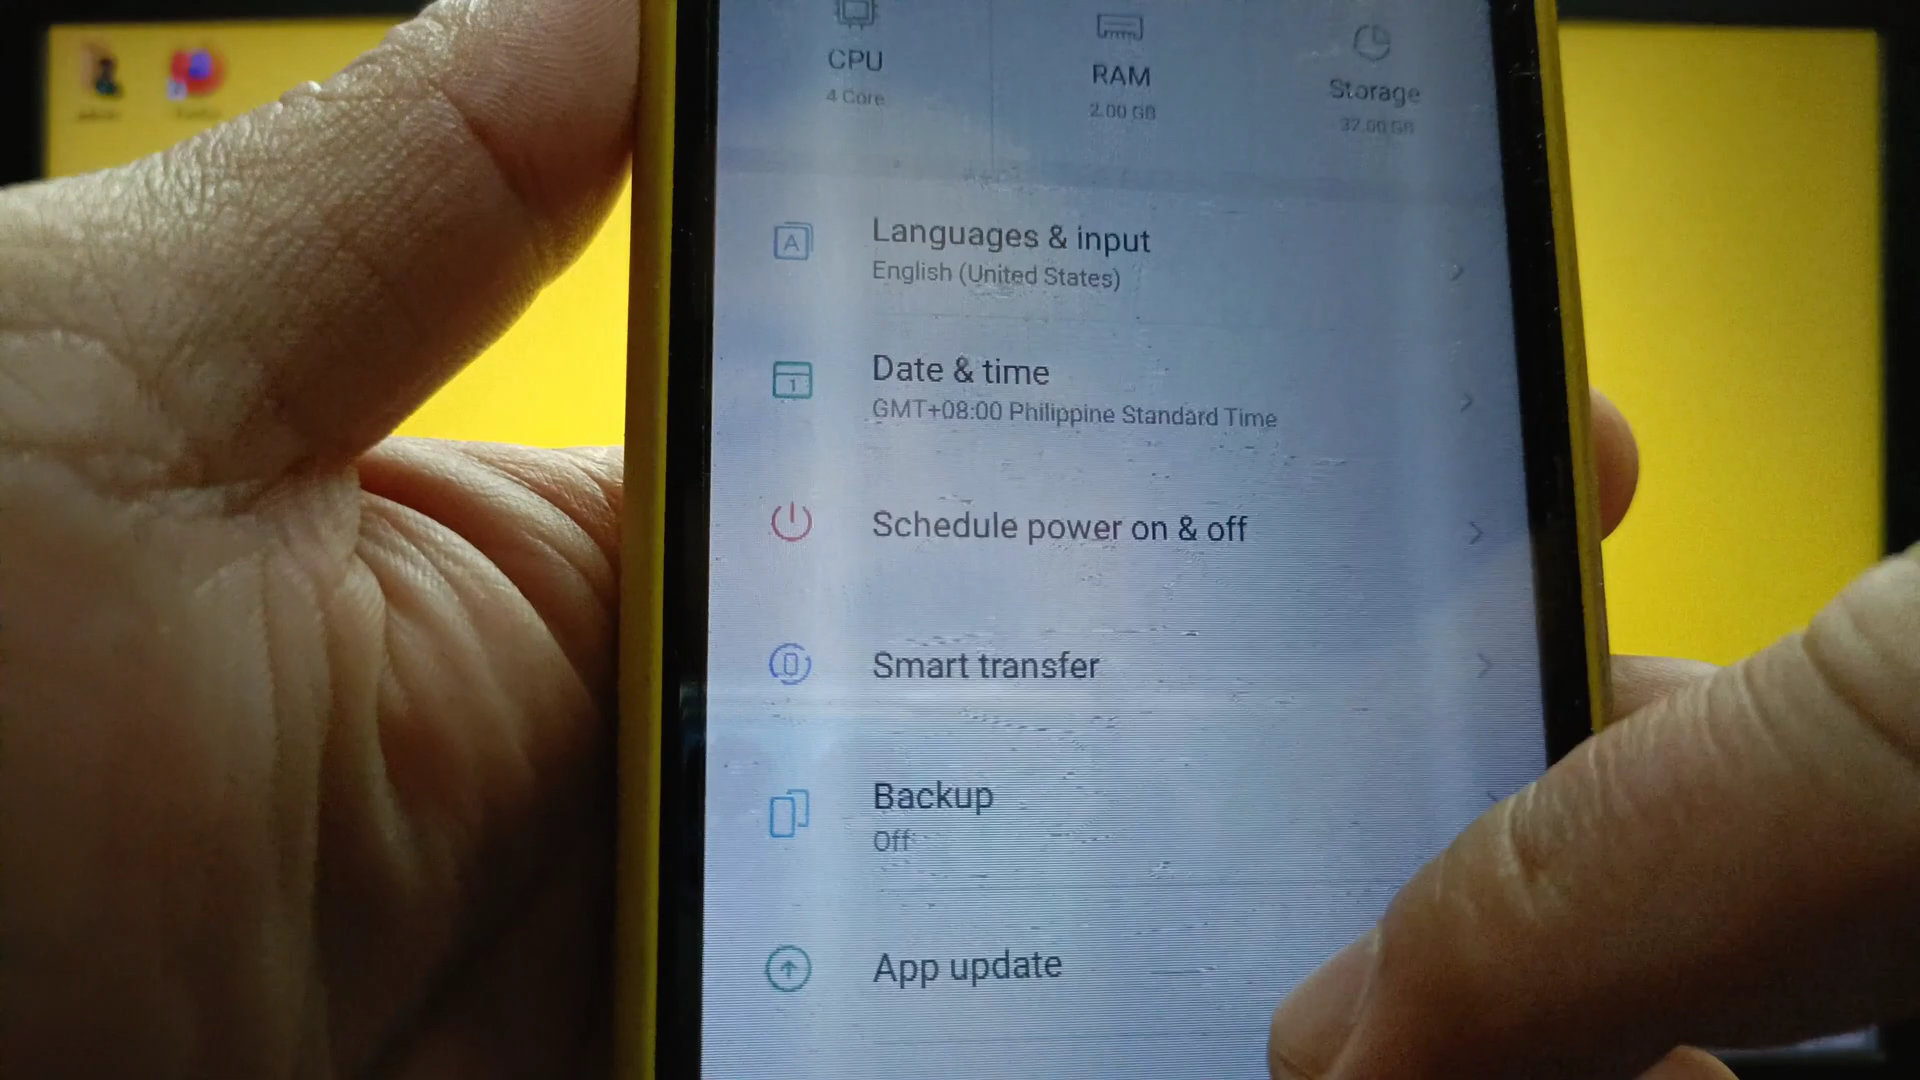 CPU
4 Core
RAM
2.00 GB
Storage
32.00 GB
Languages & input
English (United States)
Date & time
GMT+08:00 Philippine Standard Time
Schedule power on & off
Smart transfer
Backup
Off
App update